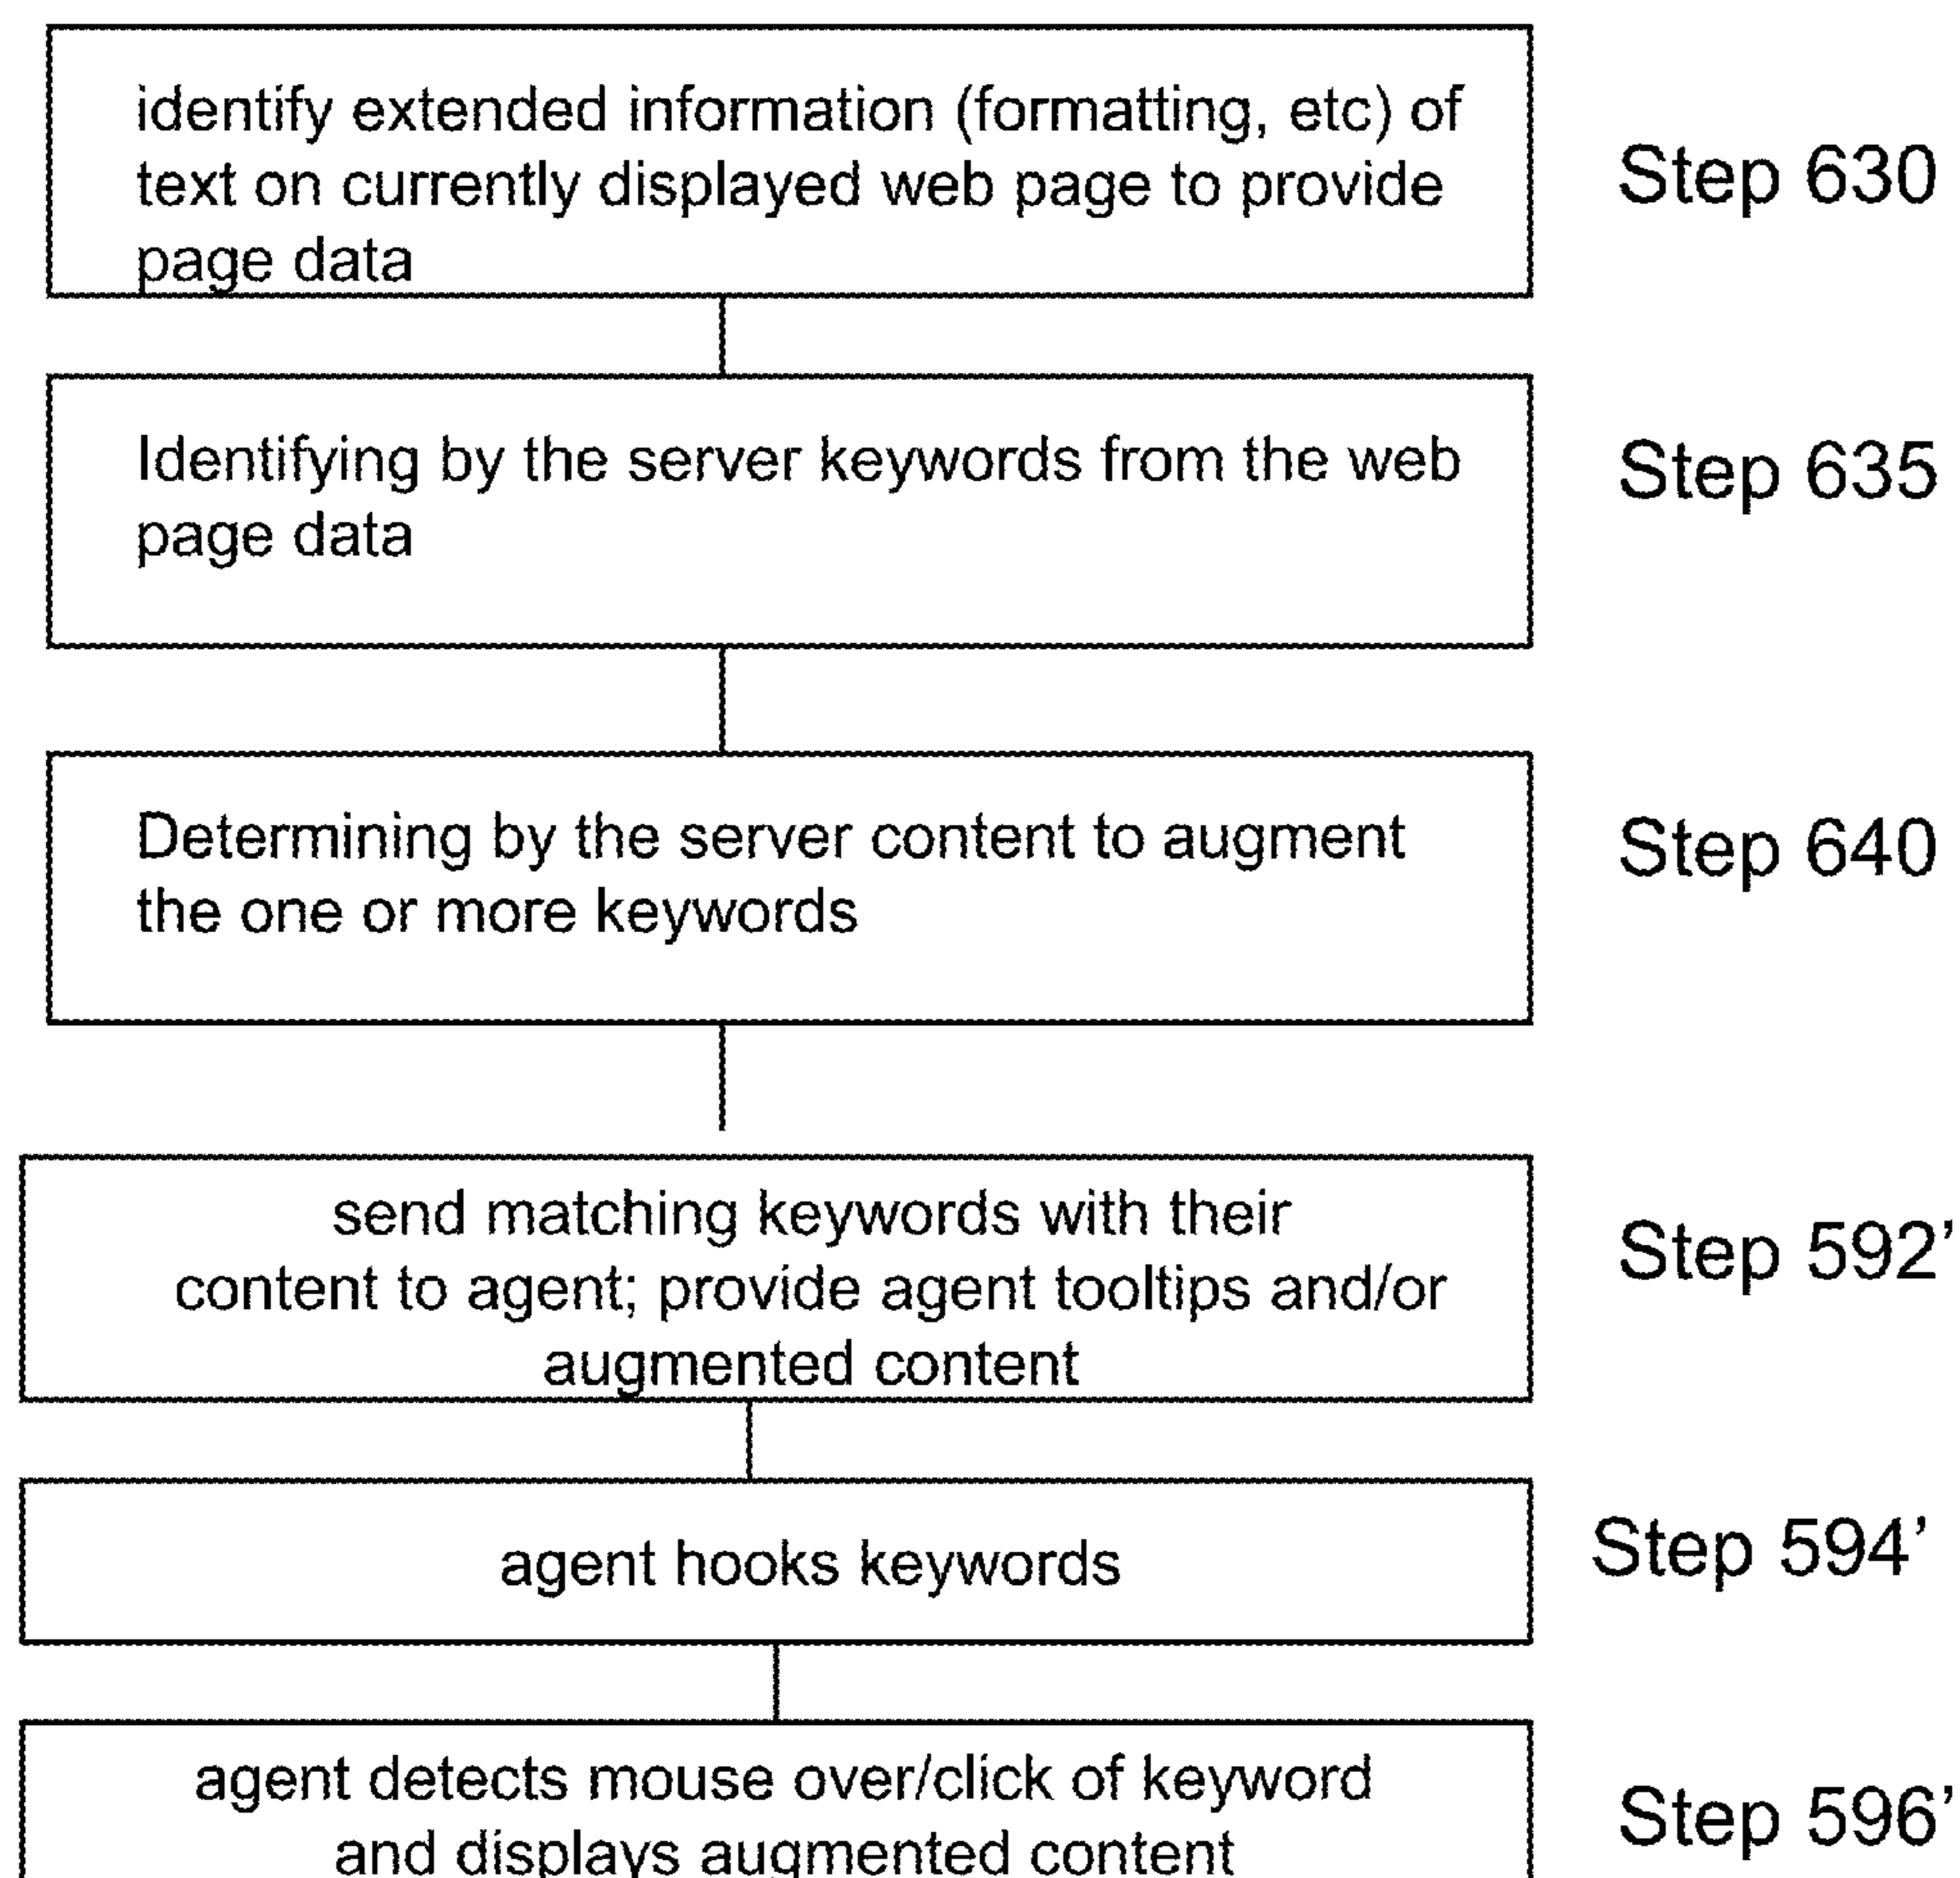 identify extended information (formatting, etc) of
text on currently displayed web page to provide
page data
Step 630
Identifying by the server keywords from the web
page data
Step 635
Determining by the server content to augment
the one or more keywords
Step 640
send matching keywords with their
content to agent; provide agent tooltips and/or
augmented content
Step 592’
agent hooks keywords
Step 594’
agent detects mouse over/click of keyword
and displays augmented content
Step 596’